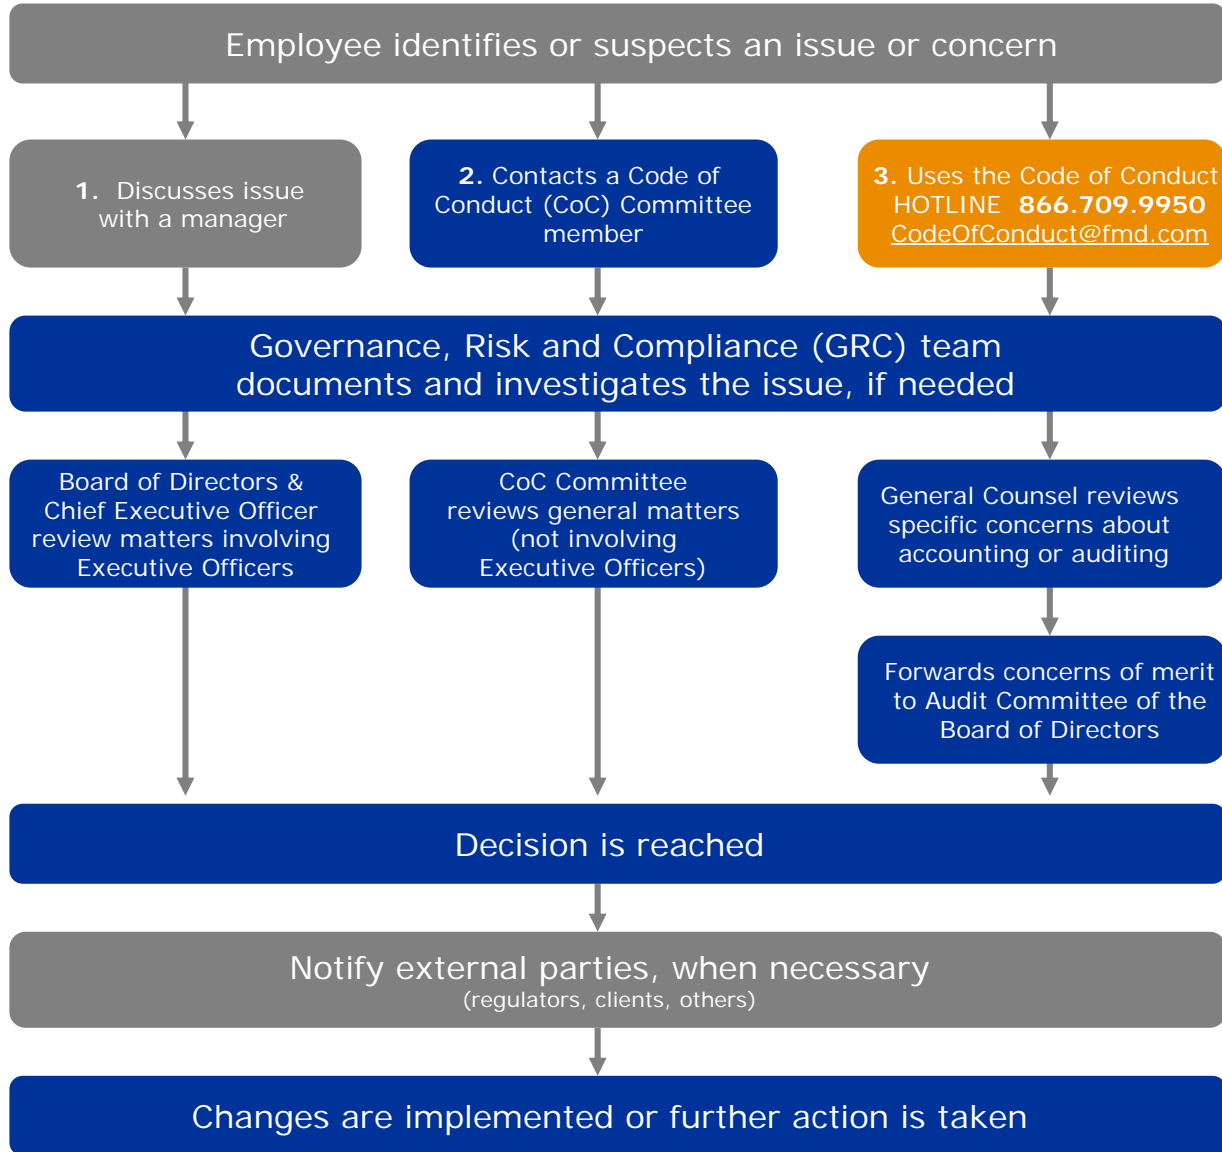 Employee identifies or suspects an issue or concern
1. Discusses issue
with a manager
2. Contacts a Code of
Conduct (CoC) Committee
member
3. Uses the Code of Conduct
HOTLINE 866.709.9950
CodeOfConduct@fmd.com
Governance, Risk and Compliance (GRC) team
documents and investigates the issue, if needed
Board of Directors &
Chief Executive Officer
review matters involving
Executive Officers
CoC Committee
reviews general matters
(not involving
Executive Officers)
General Counsel reviews
specific concerns about
accounting or auditing
Forwards concerns of merit
to Audit Committee of the
Board of Directors
Decision is reached
Notify external parties, when necessary
(regulators, clients, others)
Changes are implemented or further action is taken